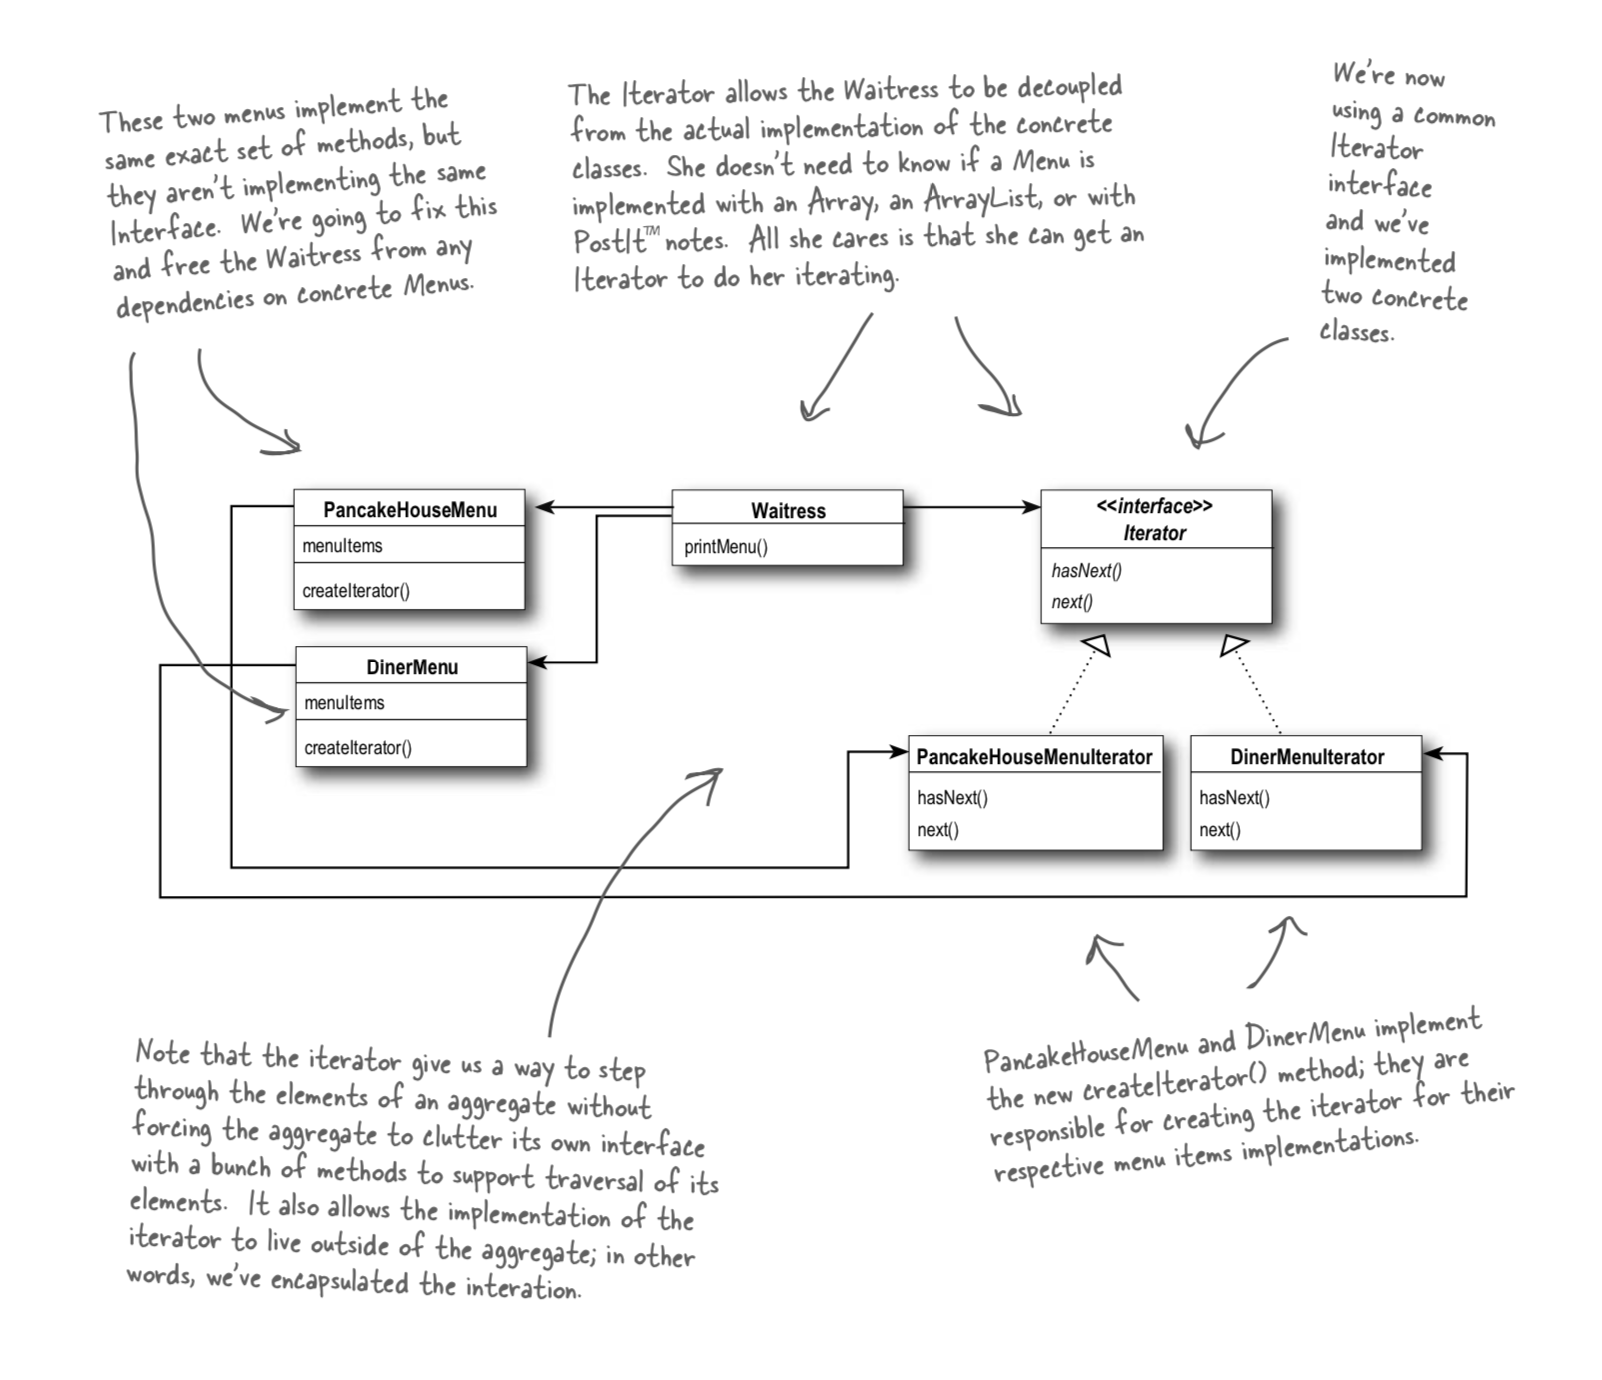 These two menus implement the
same exact set of methods, but
they aren't implementing the same
Interface. We're going to fix this
and free the Waitress from any
dependencies on concrete Menus.
The Iterator allows the Waitress to be decoupled
from the actual implementation of the concrete
classes. She doesn't need to know if a Menu is
implemented with an Array, an ArrayList, or with
PostIt™ notes. All she cares is that she can get an
Iterator to do her iterating.
We're now
using a common
Iterator
interface
and we've
implemented
two concrete
classes.
PancakeHouseMenu
menuItems
createIterator()
Waitress
printMenu()
<<interface>>
Iterator
hasNext()
next()
DinerMenu
menuItems
createIterator()
PancakeHouseMenuIterator
hasNext()
next()
DinerMenuIterator
hasNext()
next()
Note that the iterator give us a way to step
through the elements of an aggregate without
forcing the aggregate to clutter its own interface
with a bunch of methods to support traversal of its
elements. It also allows the implementation of the
iterator to live outside of the aggregate; in other
words, we've encapsulated the interation.
PancakeHouseMenu and DinerMenu implement
the new createIterator() method; they are
responsible for creating the iterator for their
respective menu items implementations.